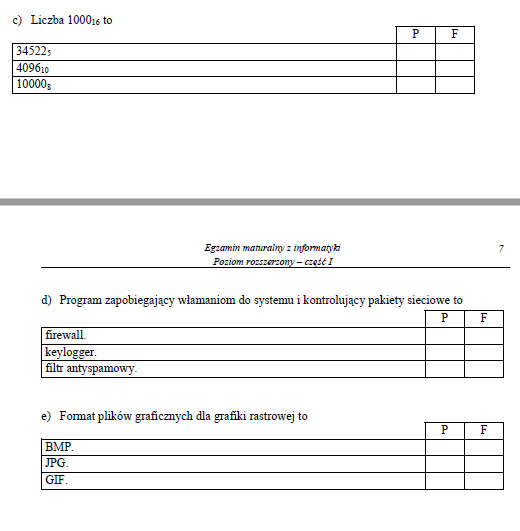 c) Liczba 1000₁₆ to
P F
34522₅
4096₁₀
10000₈
Egzamin maturalny z informatyki 7
Poziom rozszerzony – część I
d) Program zapobiegający włamaniom do systemu i kontrolujący pakiety sieciowe to
P F
firewall.
keylogger.
filtr antyspamowy.
e) Format plików graficznych dla grafiki rastrowej to
P F
BMP.
JPG.
GIF.